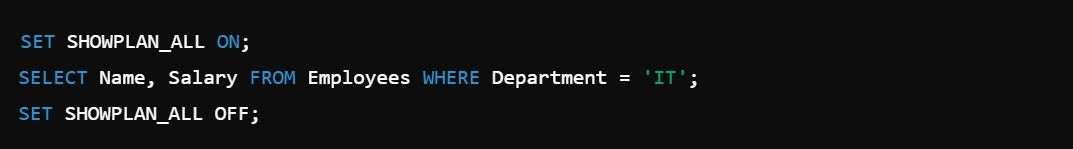 SET SHOWPLAN_ALL ON;
SELECT Name, Salary FROM Employees WHERE Department = 'IT';
SET SHOWPLAN_ALL OFF;